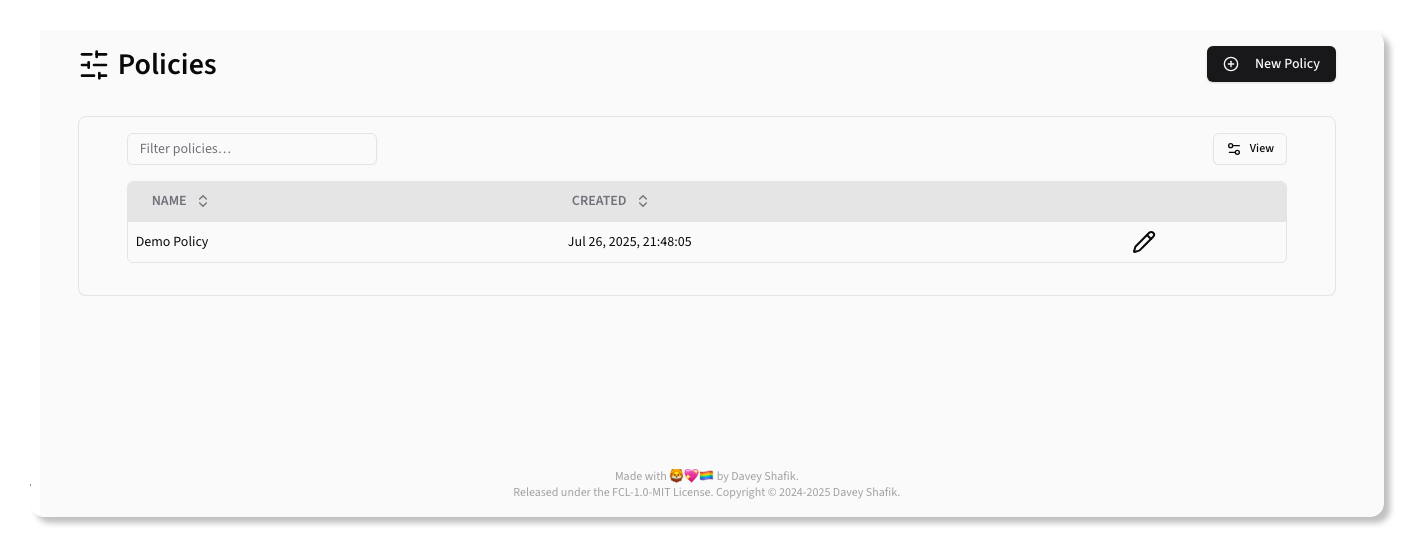 Policies
New Policy
Filter policies...
View
NAME CREATED
Demo Policy Jul 26, 2025, 21:48:05
Made with 🦁💖🏳️‍🌈 by Davey Shafik.
Released under the FCL-1.0-MIT License. Copyright © 2024-2025 Davey Shafik.